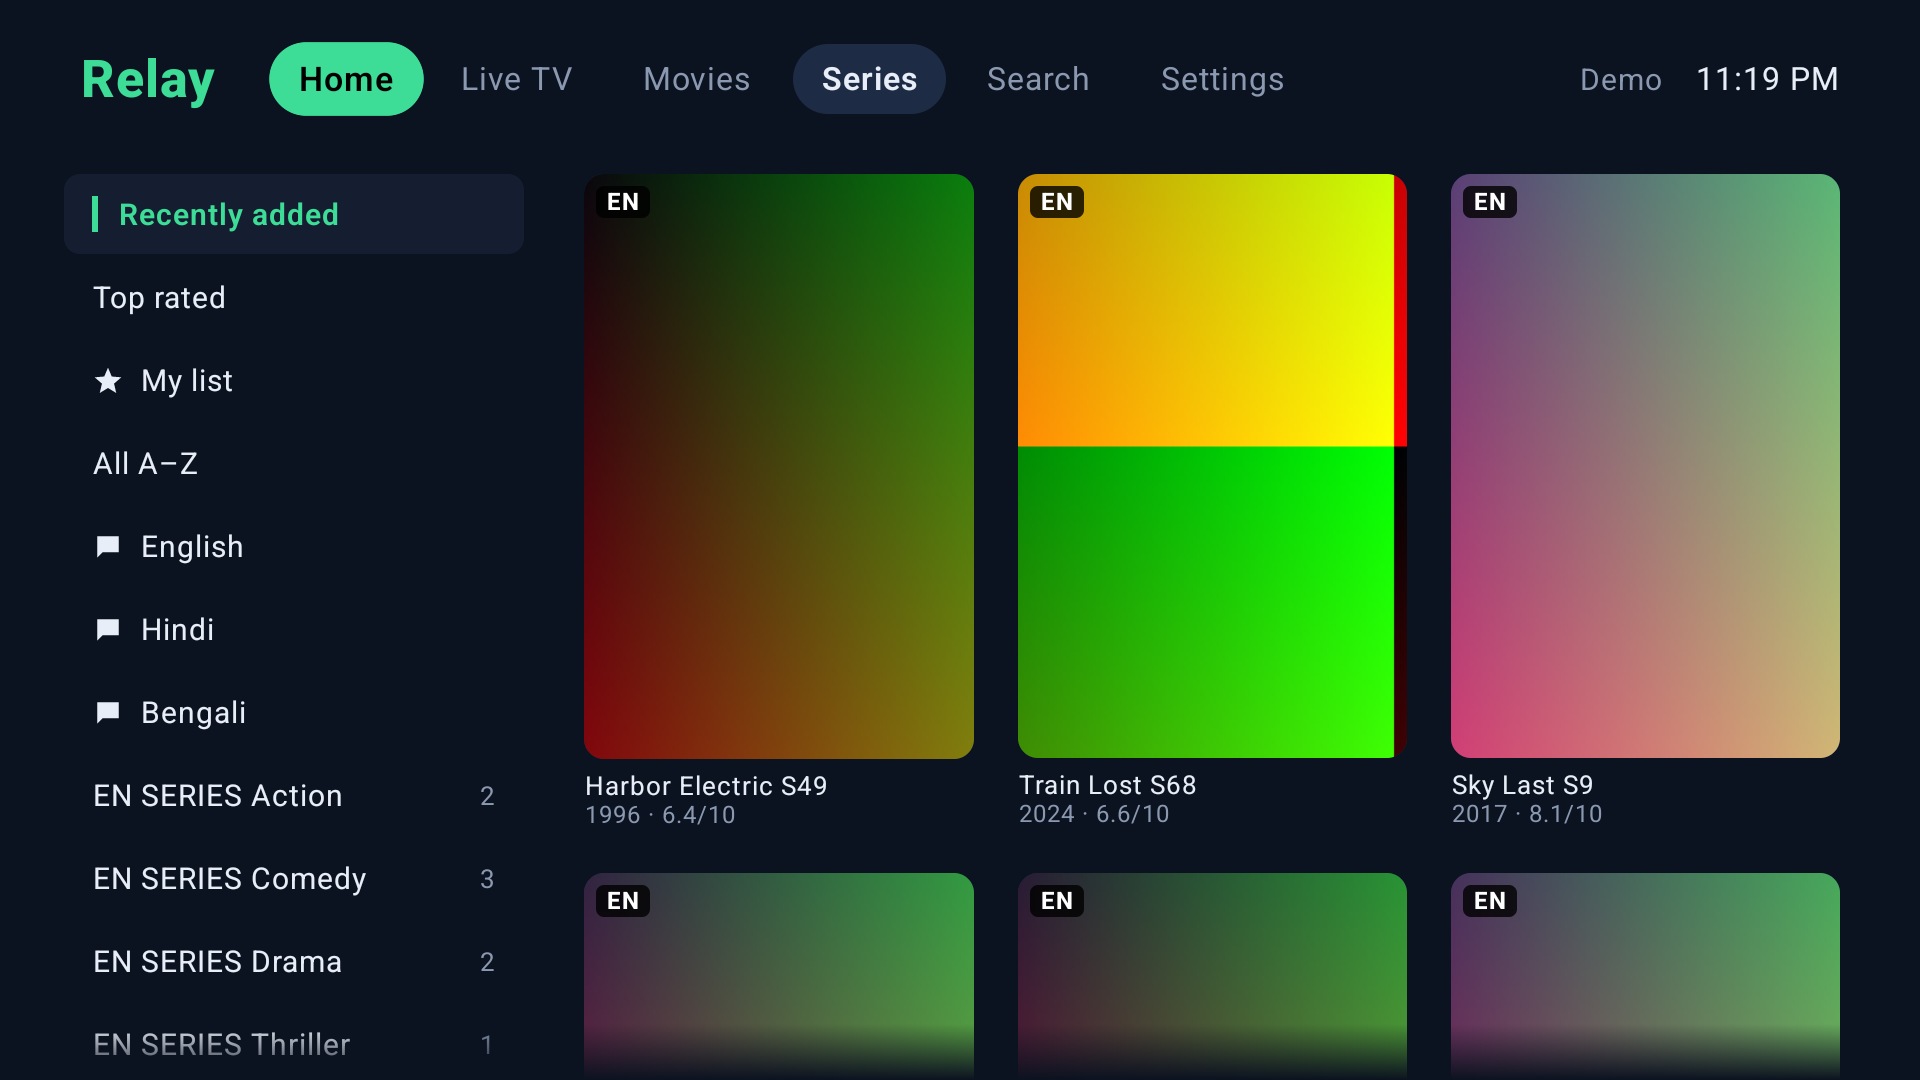 Relay
Home
Live TV
Movies
Series
Search
Settings
Demo
11:19 PM
Recently added
Top rated
My list
All A–Z
English
Hindi
Bengali
EN SERIES Action 2
EN SERIES Comedy 3
EN SERIES Drama 2
EN SERIES Thriller 1
EN
Harbor Electric S49
1996 · 6.4/10
EN
Train Lost S68
2024 · 6.6/10
EN
Sky Last S9
2017 · 8.1/10
EN
EN
EN